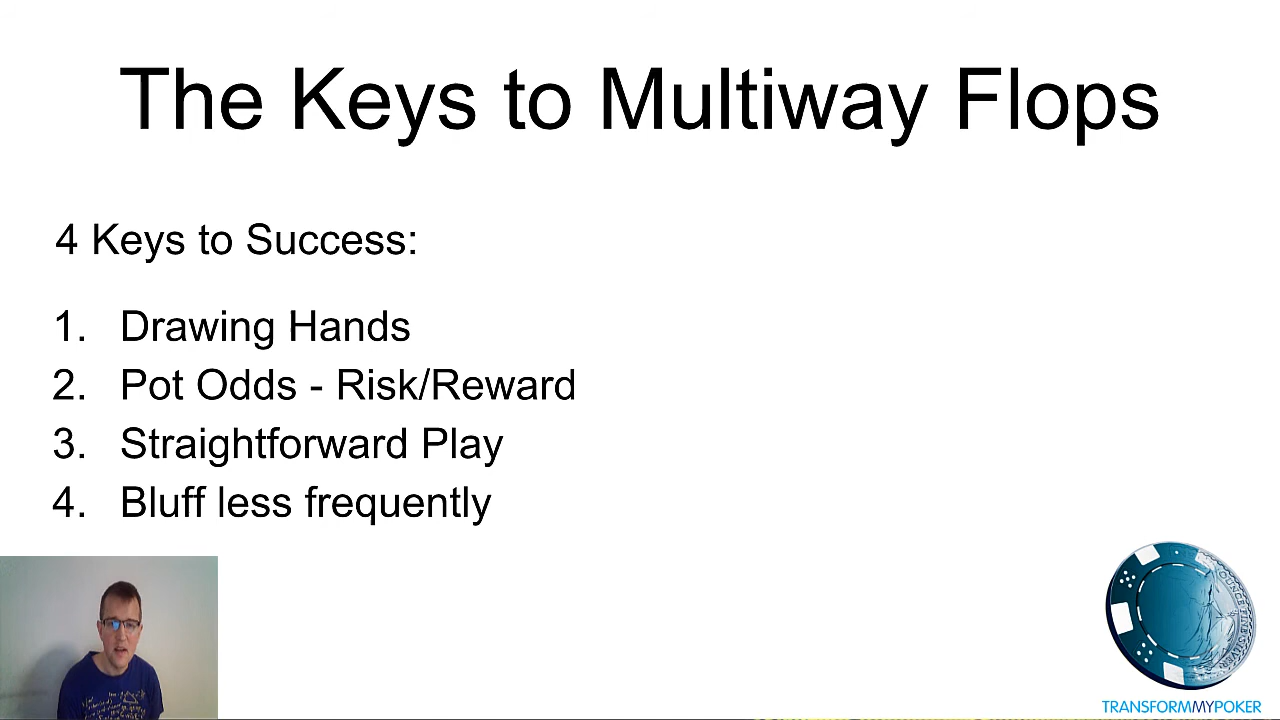 The Keys to Multiway Flops
4 Keys to Success:
1. Drawing Hands
2. Pot Odds - Risk/Reward
3. Straightforward Play
4. Bluff less frequently
TRANSFORMMYPOKER